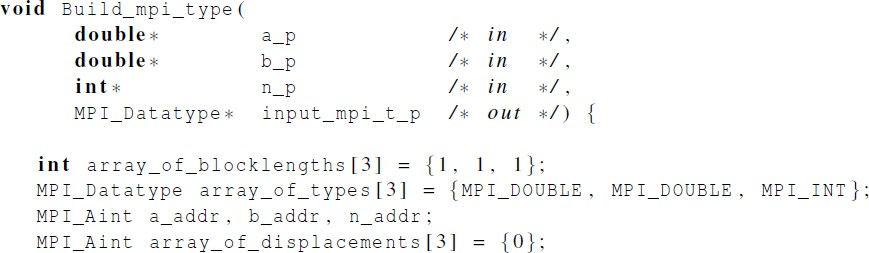 void Build_mpi_type(
double* a_p /* in */,
double* b_p /* in */,
int* n_p /* in */,
MPI_Datatype* input_mpi_t_p /* out */) {
int array_of_blocklengths[3] = {1, 1, 1};
MPI_Datatype array_of_types[3] = {MPI_DOUBLE, MPI_DOUBLE, MPI_INT};
MPI_Aint a_addr, b_addr, n_addr;
MPI_Aint array_of_displacements[3] = {0};